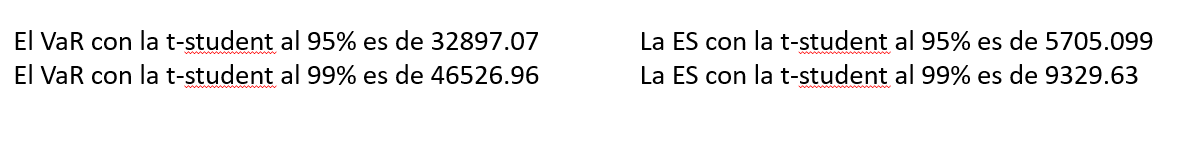 El VaR con la t-student al 95% es de 32897.07
El VaR con la t-student al 99% es de 46526.96
La ES con la t-student al 95% es de 5705.099
La ES con la t-student al 99% es de 9329.63